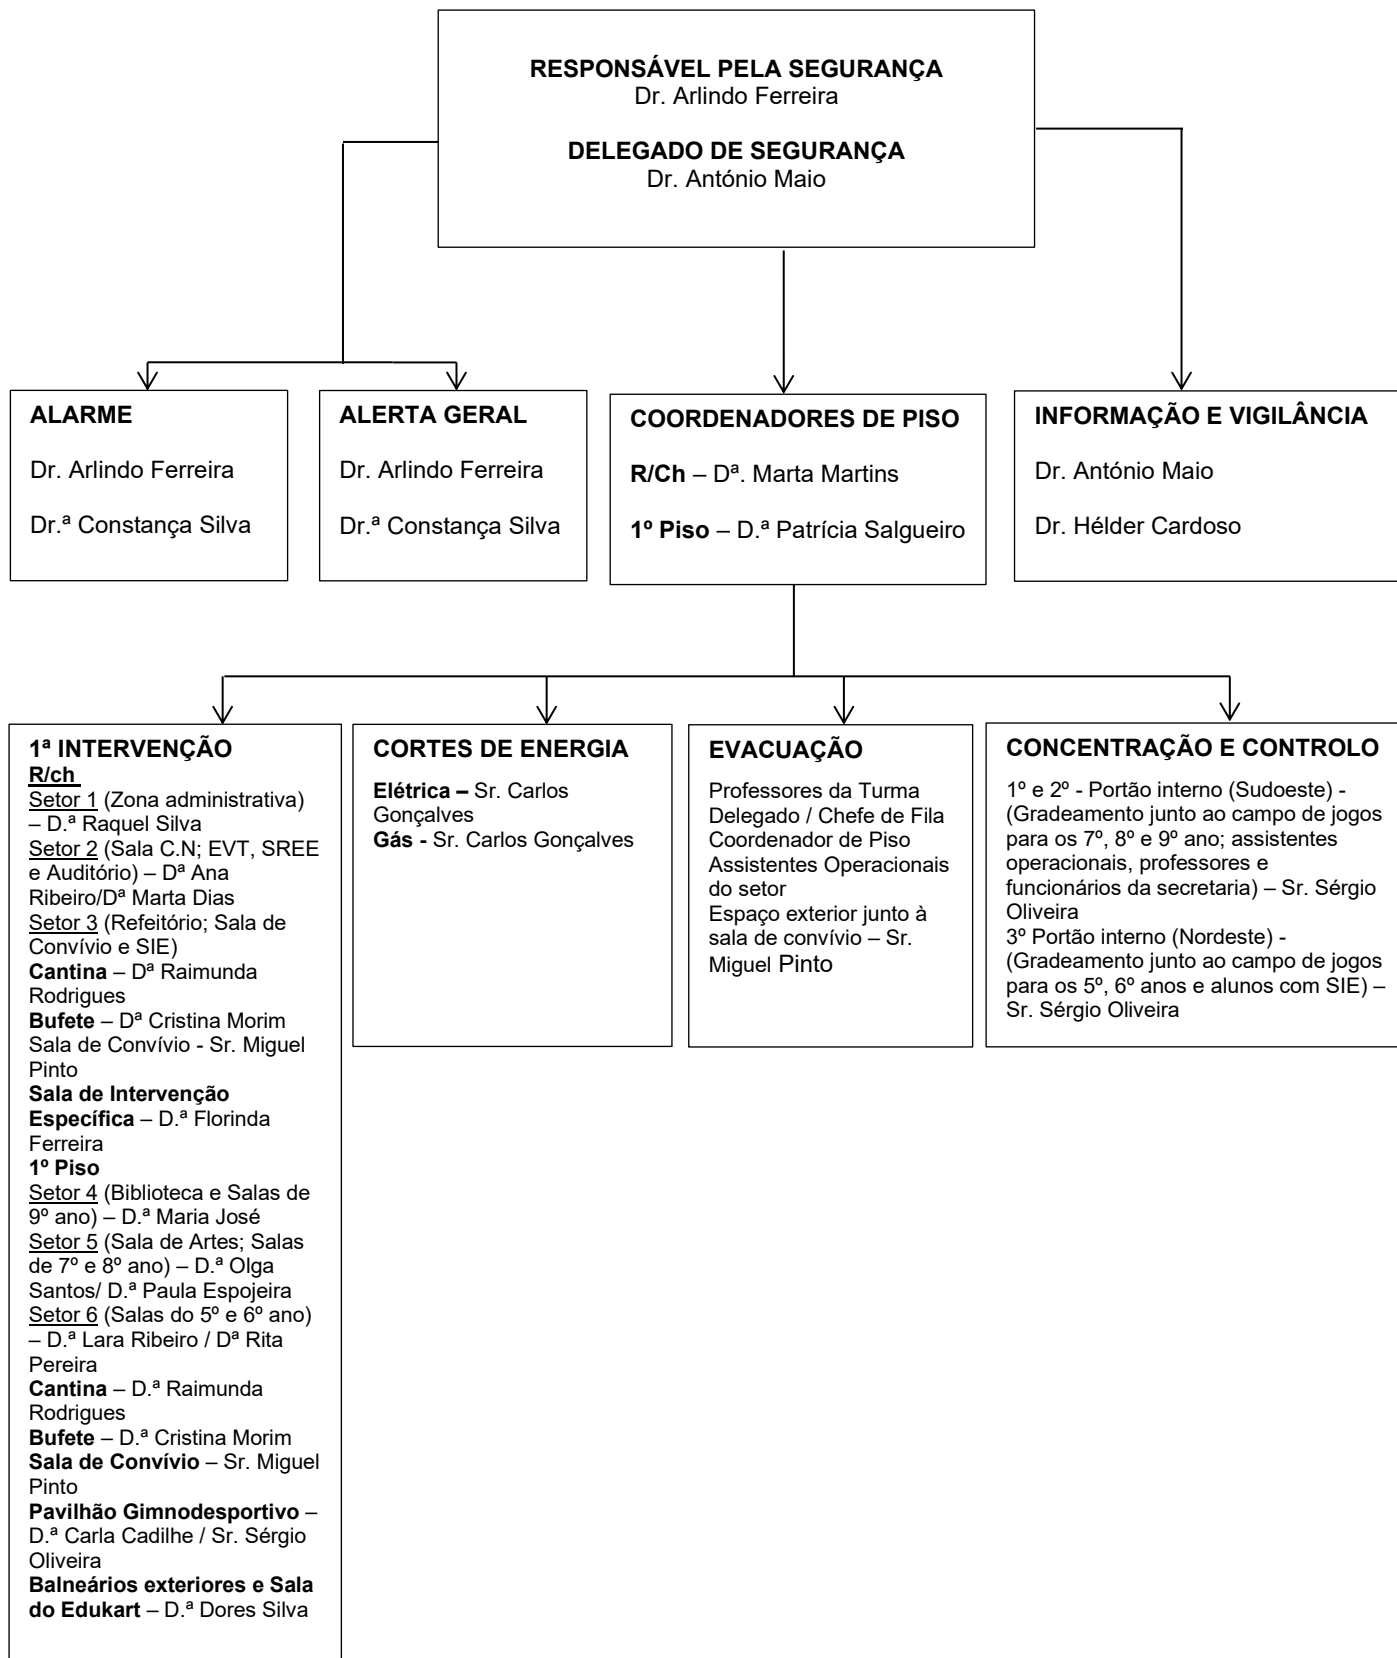 RESPONSÁVEL PELA SEGURANÇA
Dr. Arlindo Ferreira
DELEGADO DE SEGURANÇA
Dr. António Maio
ALARME
Dr. Arlindo Ferreira
Dr.ª Constança Silva
ALERTA GERAL
Dr. Arlindo Ferreira
Dr.ª Constança Silva
COORDENADORES DE PISO
R/Ch – Dª. Marta Martins
1º Piso – D.ª Patrícia Salgueiro
INFORMAÇÃO E VIGILÂNCIA
Dr. António Maio
Dr. Hélder Cardoso
1ª INTERVENÇÃO
R/ch
Setor 1 (Zona administrativa)
– D.ª Raquel Silva
Setor 2 (Sala C.N; EVT, SREE
e Auditório) – Dª Ana
Ribeiro/Dª Marta Dias
Setor 3 (Refeitório; Sala de
Convívio e SIE)
Cantina – Dª Raimunda
Rodrigues
Bufete – Dª Cristina Morim
Sala de Convívio - Sr. Miguel
Pinto
Sala de Intervenção
Específica – D.ª Florinda
Ferreira
1º Piso
Setor 4 (Biblioteca e Salas de
9º ano) – D.ª Maria José
Setor 5 (Sala de Artes; Salas
de 7º e 8º ano) – D.ª Olga
Santos/ D.ª Paula Espojeira
Setor 6 (Salas do 5º e 6º ano)
– D.ª Lara Ribeiro / Dª Rita
Pereira
Cantina – D.ª Raimunda
Rodrigues
Bufete – D.ª Cristina Morim
Sala de Convívio – Sr. Miguel
Pinto
Pavilhão Gimnodesportivo –
D.ª Carla Cadilhe / Sr. Sérgio
Oliveira
Balneários exteriores e Sala
do Edukart – D.ª Dores Silva
CORTES DE ENERGIA
Elétrica – Sr. Carlos
Gonçalves
Gás - Sr. Carlos Gonçalves
EVACUAÇÃO
Professores da Turma
Delegado / Chefe de Fila
Coordenador de Piso
Assistentes Operacionais
do setor
Espaço exterior junto à
sala de convívio – Sr.
Miguel Pinto
CONCENTRAÇÃO E CONTROLO
1º e 2º - Portão interno (Sudoeste) -
(Gradeamento junto ao campo de jogos
para os 7º, 8º e 9º ano; assistentes
operacionais, professores e
funcionários da secretaria) – Sr. Sérgio
Oliveira
3º Portão interno (Nordeste) -
(Gradeamento junto ao campo de jogos
para os 5º, 6º anos e alunos com SIE) –
Sr. Sérgio Oliveira